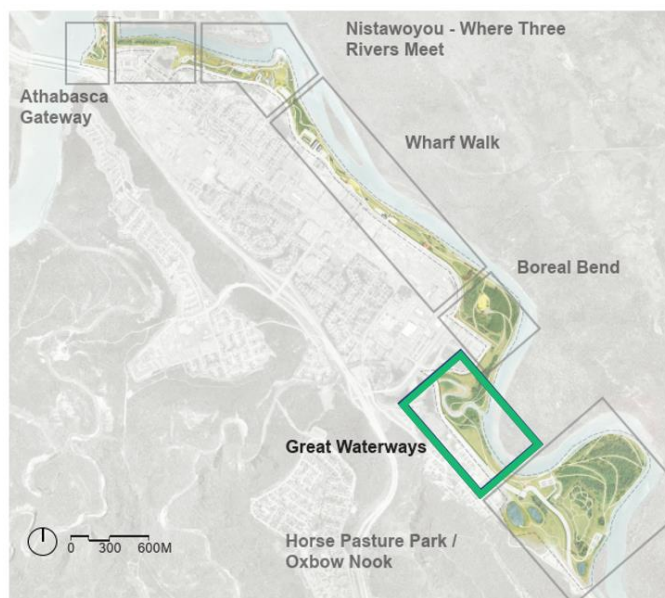 Nistawoyou - Where Three
Rivers Meet
Athabasca
Gateway
Wharf Walk
Boreal Bend
Great Waterways
Horse Pasture Park /
Oxbow Nook
0 300 600M